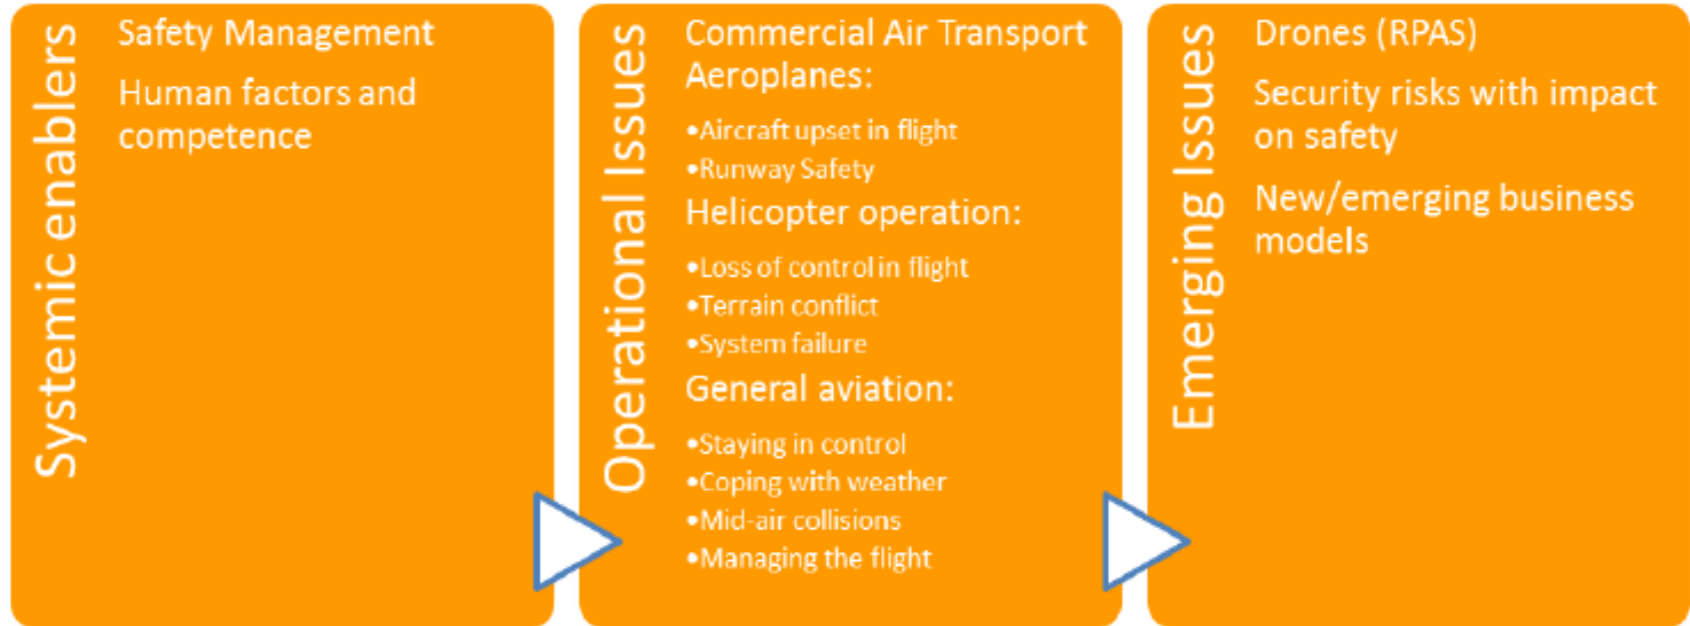 Systemic enablers
Safety Management
Human factors and
competence
Operational Issues
Commercial Air Transport
Aeroplanes:
•Aircraft upset in flight
•Runway Safety
Helicopter operation:
•Loss of control in flight
•Terrain conflict
•System failure
General aviation:
•Staying in control
•Coping with weather
•Mid-air collisions
•Managing the flight
Emerging Issues
Drones (RPAS)
Security risks with impact
on safety
New/emerging business
models